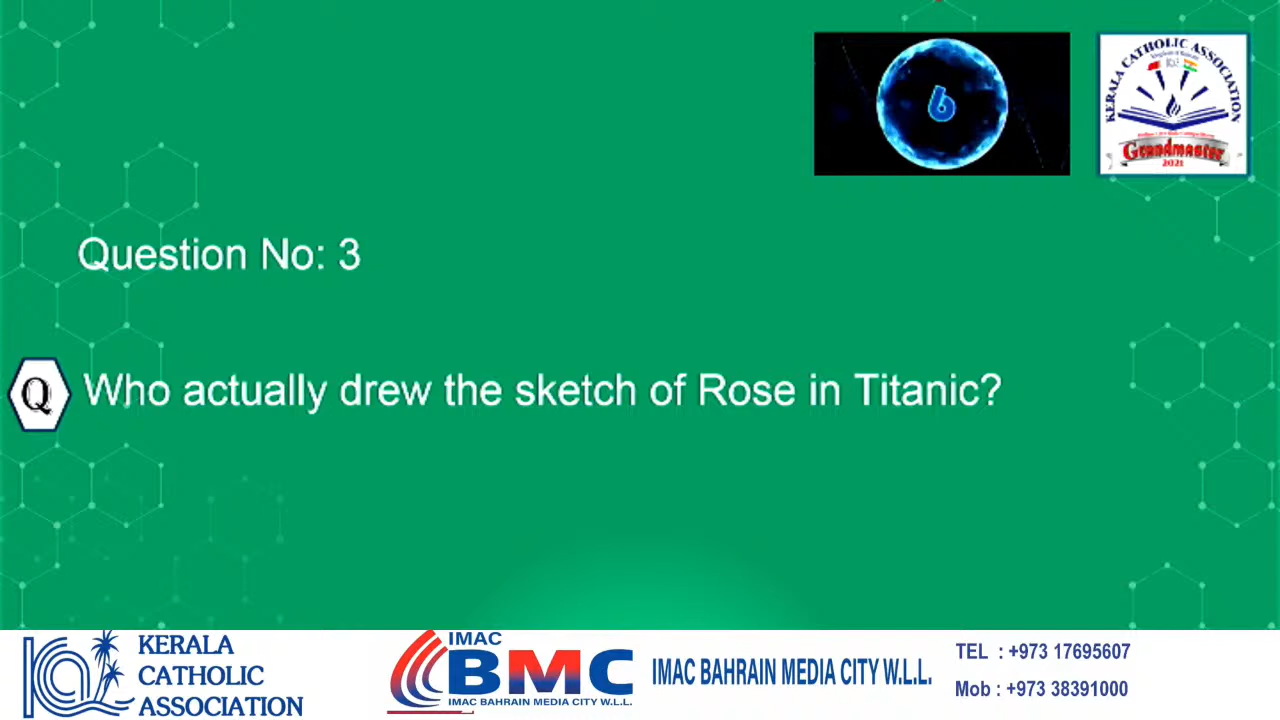 6
KERALA CATHOLIC ASSOCIATION
Grandmaster
2021
Question No: 3
Q Who actually drew the sketch of Rose in Titanic?
KERALA
CATHOLIC
ASSOCIATION
IMAC
BMC
IMAC BAHRAIN MEDIA CITY W.L.L.
IMAC BAHRAIN MEDIA CITY W.L.L.
TEL : +973 17695607
Mob : +973 38391000